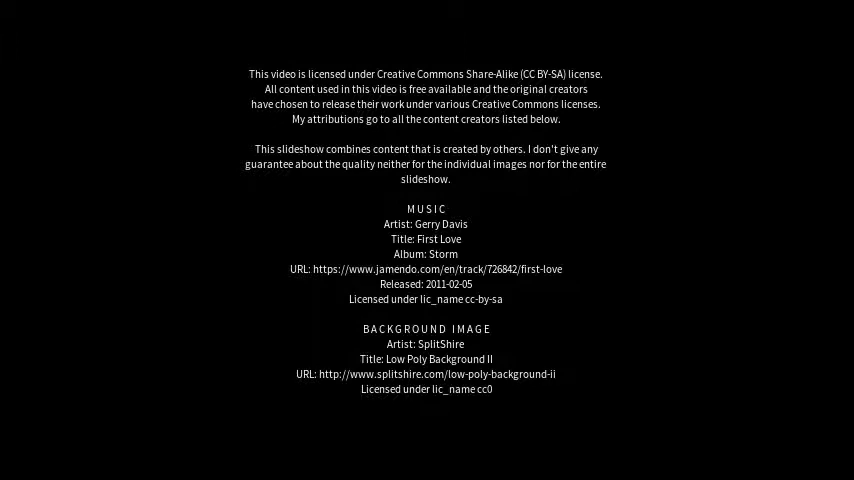 This video is licensed under Creative Commons Share-Alike (CC BY-SA) license.
All content used in this video is free available and the original creators
have chosen to release their work under various Creative Commons licenses.
My attributions go to all the content creators listed below.
This slideshow combines content that is created by others. I don't give any
guarantee about the quality neither for the individual images nor for the entire
slideshow.
MUSIC
Artist: Gerry Davis
Title: First Love
Album: Storm
URL: https://www.jamendo.com/en/track/726842/first-love
Released: 2011-02-05
Licensed under lic_name cc-by-sa
BACKGROUND IMAGE
Artist: SplitShire
Title: Low Poly Background II
URL: http://www.splitshire.com/low-poly-background-ii
Licensed under lic_name cc0